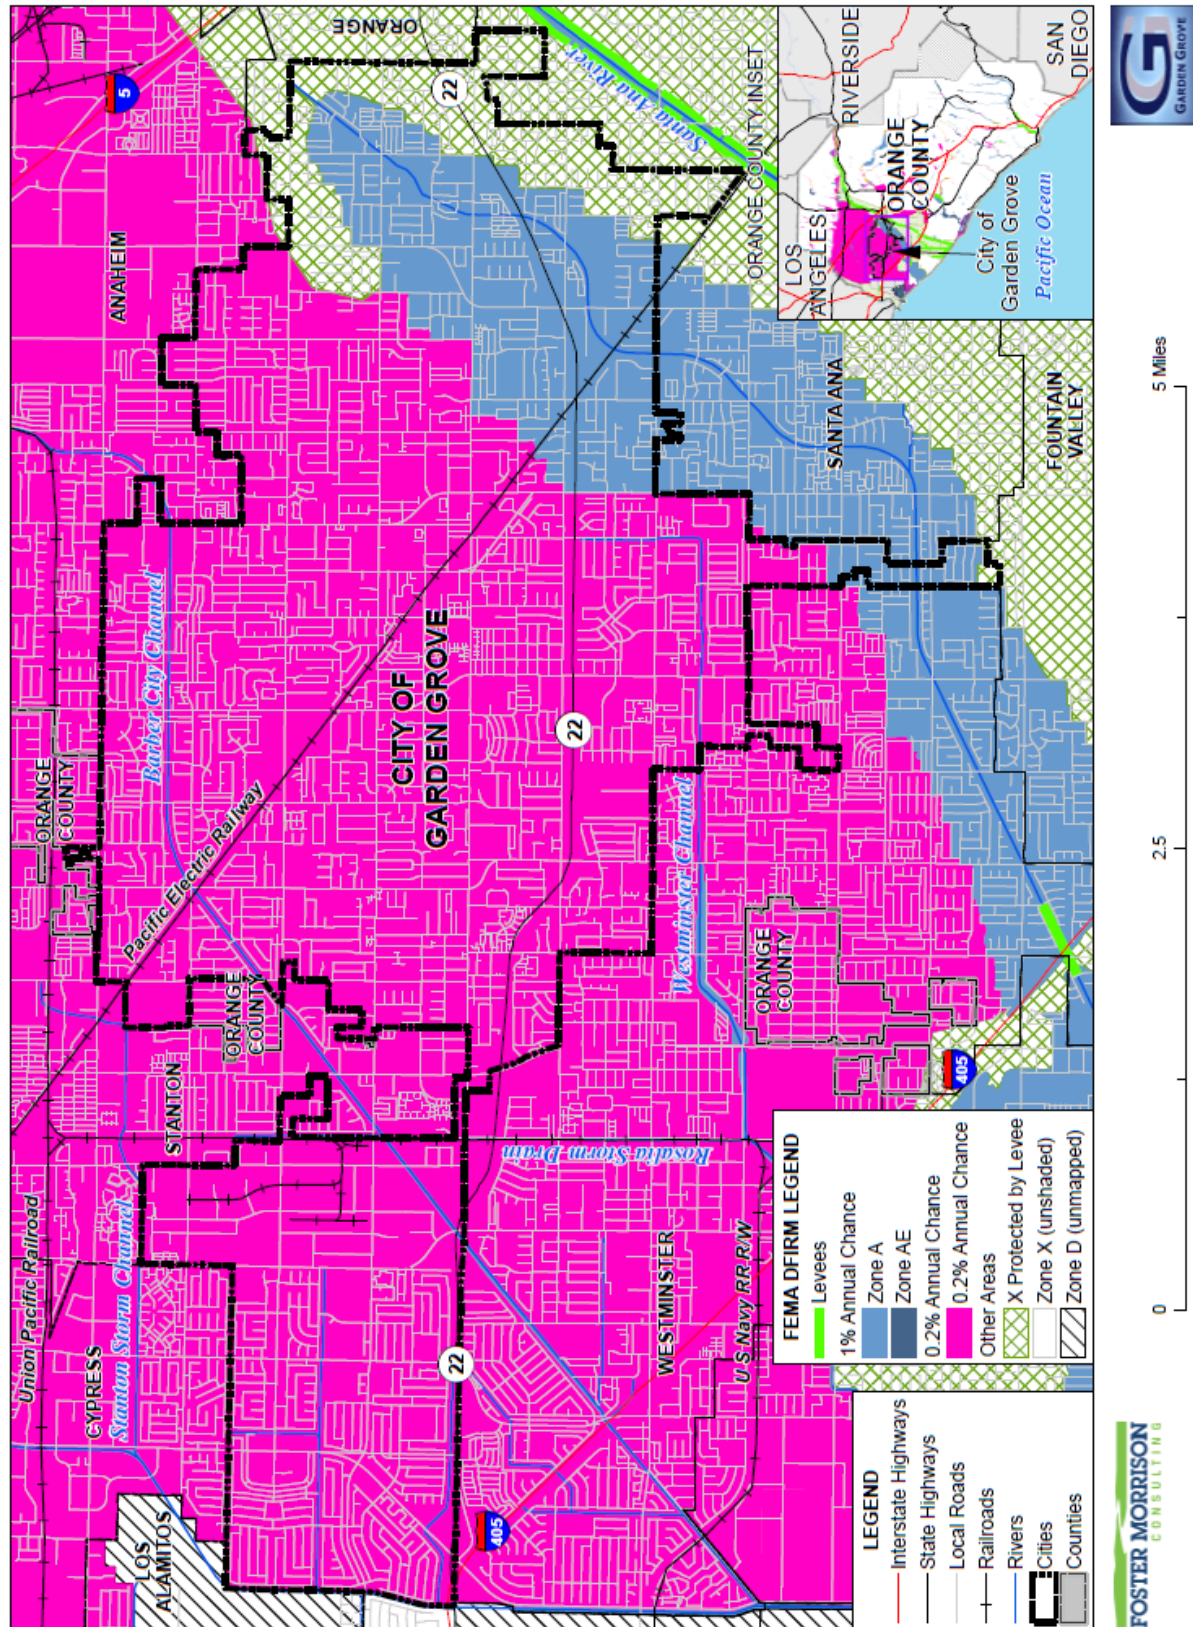 ORANGE
ANAHEIM
5
22
Santa Ana River
ORANGE COUNTY INSET
LOS
ANGELES
RIVERSIDE
ORANGE
COUNTY
SAN
DIEGO
City of
Garden Grove
Pacific Ocean
G
GARDEN GROVE
ORANGE
COUNTY
Barber City Channel
Pacific Electric Railway
CITY OF
GARDEN GROVE
22
SANTA ANA
FOUNTAIN
VALLEY
Westminster Channel
ORANGE
COUNTY
ORANGE
COUNTY
STANTON
405
Union Pacific Railroad
CYPRESS
Stanton Storm Channel
LOS
ALAMITOS
22
405
Rosalia Storm Drain
WESTMINSTER
US Navy RR R/W
FEMA DFIRM LEGEND
Levees
1% Annual Chance
Zone A
Zone AE
0.2% Annual Chance
0.2% Annual Chance
Other Areas
X Protected by Levee
Zone X (unshaded)
Zone D (unmapped)
LEGEND
Interstate Highways
State Highways
Local Roads
Railroads
Rivers
Cities
Counties
0 2.5 5 Miles
FOSTER MORRISON
CONSULTING